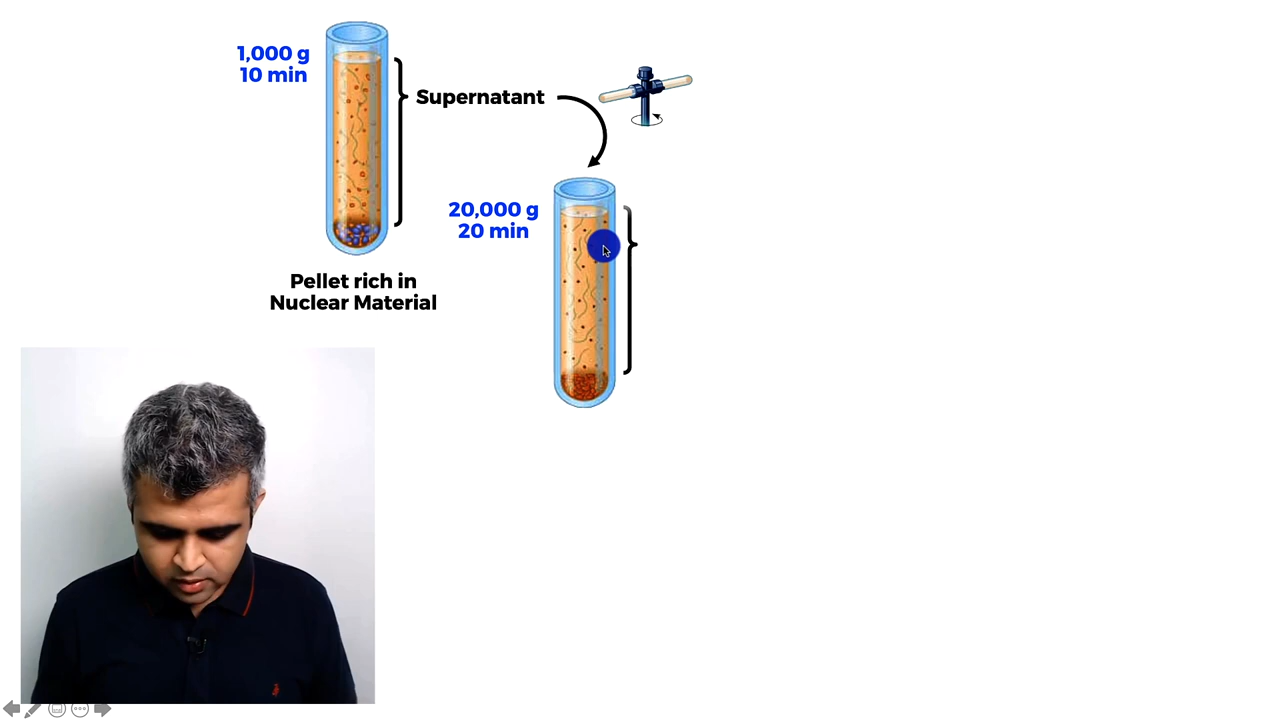 1,000 g
10 min
Supernatant
20,000 g
20 min
Pellet rich in
Nuclear Material